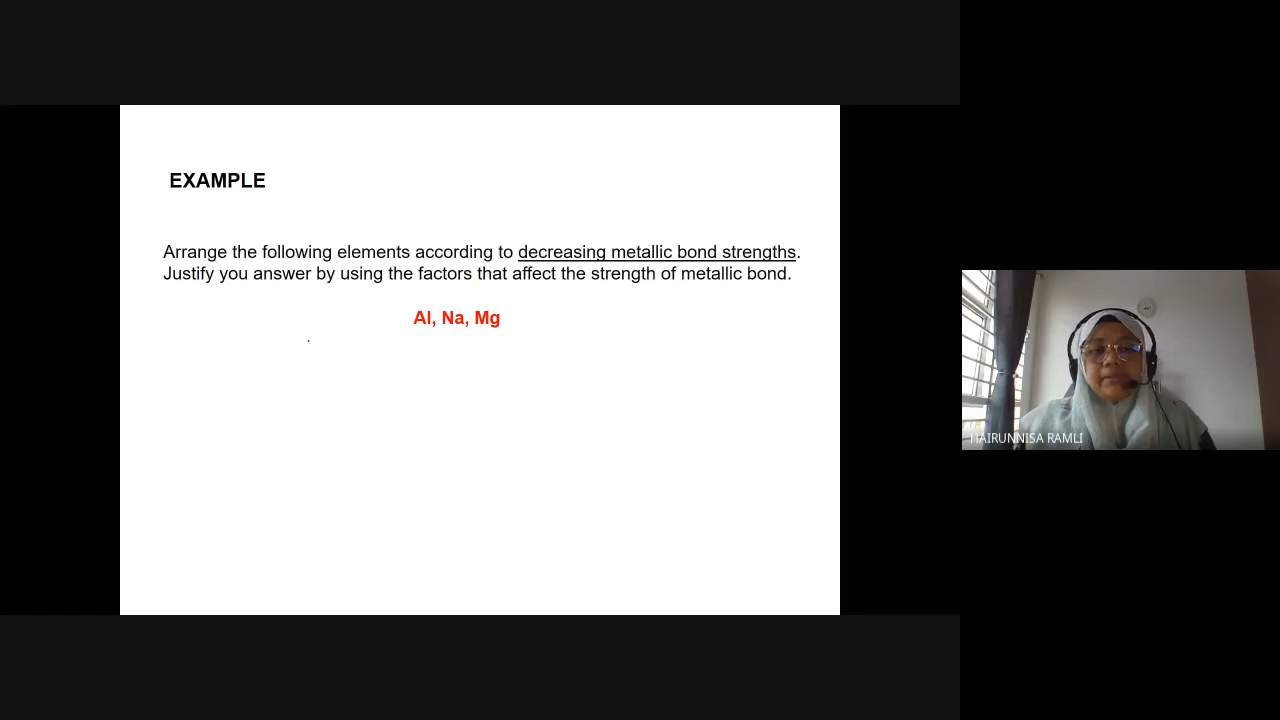 EXAMPLE
Arrange the following elements according to decreasing metallic bond strengths.
Justify you answer by using the factors that affect the strength of metallic bond.
Al, Na, Mg
HAIRUNNISA RAMLI